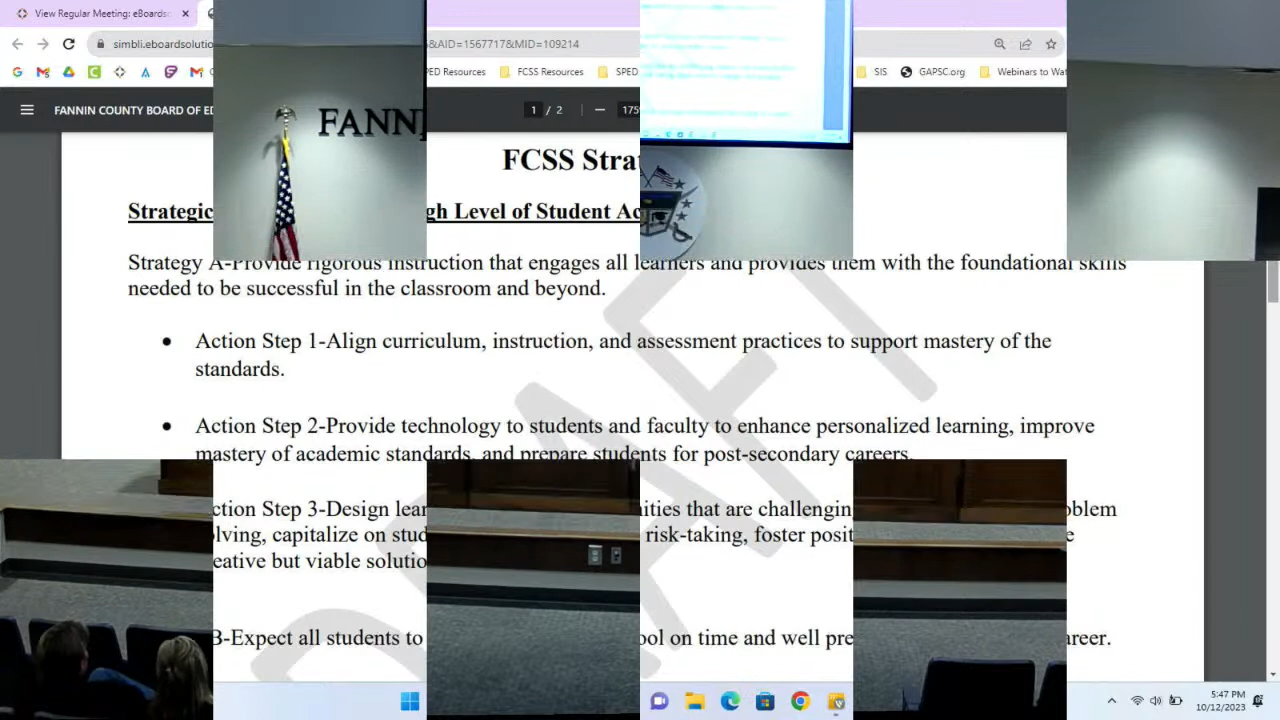 View Regular Meeting: eBoards
simbli.eboardsolutio
&AID=1567717&MID=109214
PED Resources
FCSS Resources
SPED
SIS
GAPSC.org
Webinars to Wat
FANNIN COUNTY BOARD OF ED
1 / 2
175
FANNI
FCSS Stra
Strategic
gh Level of Student Ac
Strategy A-Provide rigorous instruction that engages all learners and provides them with the foundational skills
needed to be successful in the classroom and beyond.
• Action Step 1-Align curriculum, instruction, and assessment practices to support mastery of the
standards.
• Action Step 2-Provide technology to students and faculty to enhance personalized learning, improve
mastery of academic standards, and prepare students for post-secondary careers.
ction Step 3-Design lear
ities that are challengin
oblem
lving, capitalize on stud
risk-taking, foster posit
e
eative but viable solutio
B-Expect all students to
ool on time and well pre
areer.
DRAFT
5:47 PM
10/12/2023